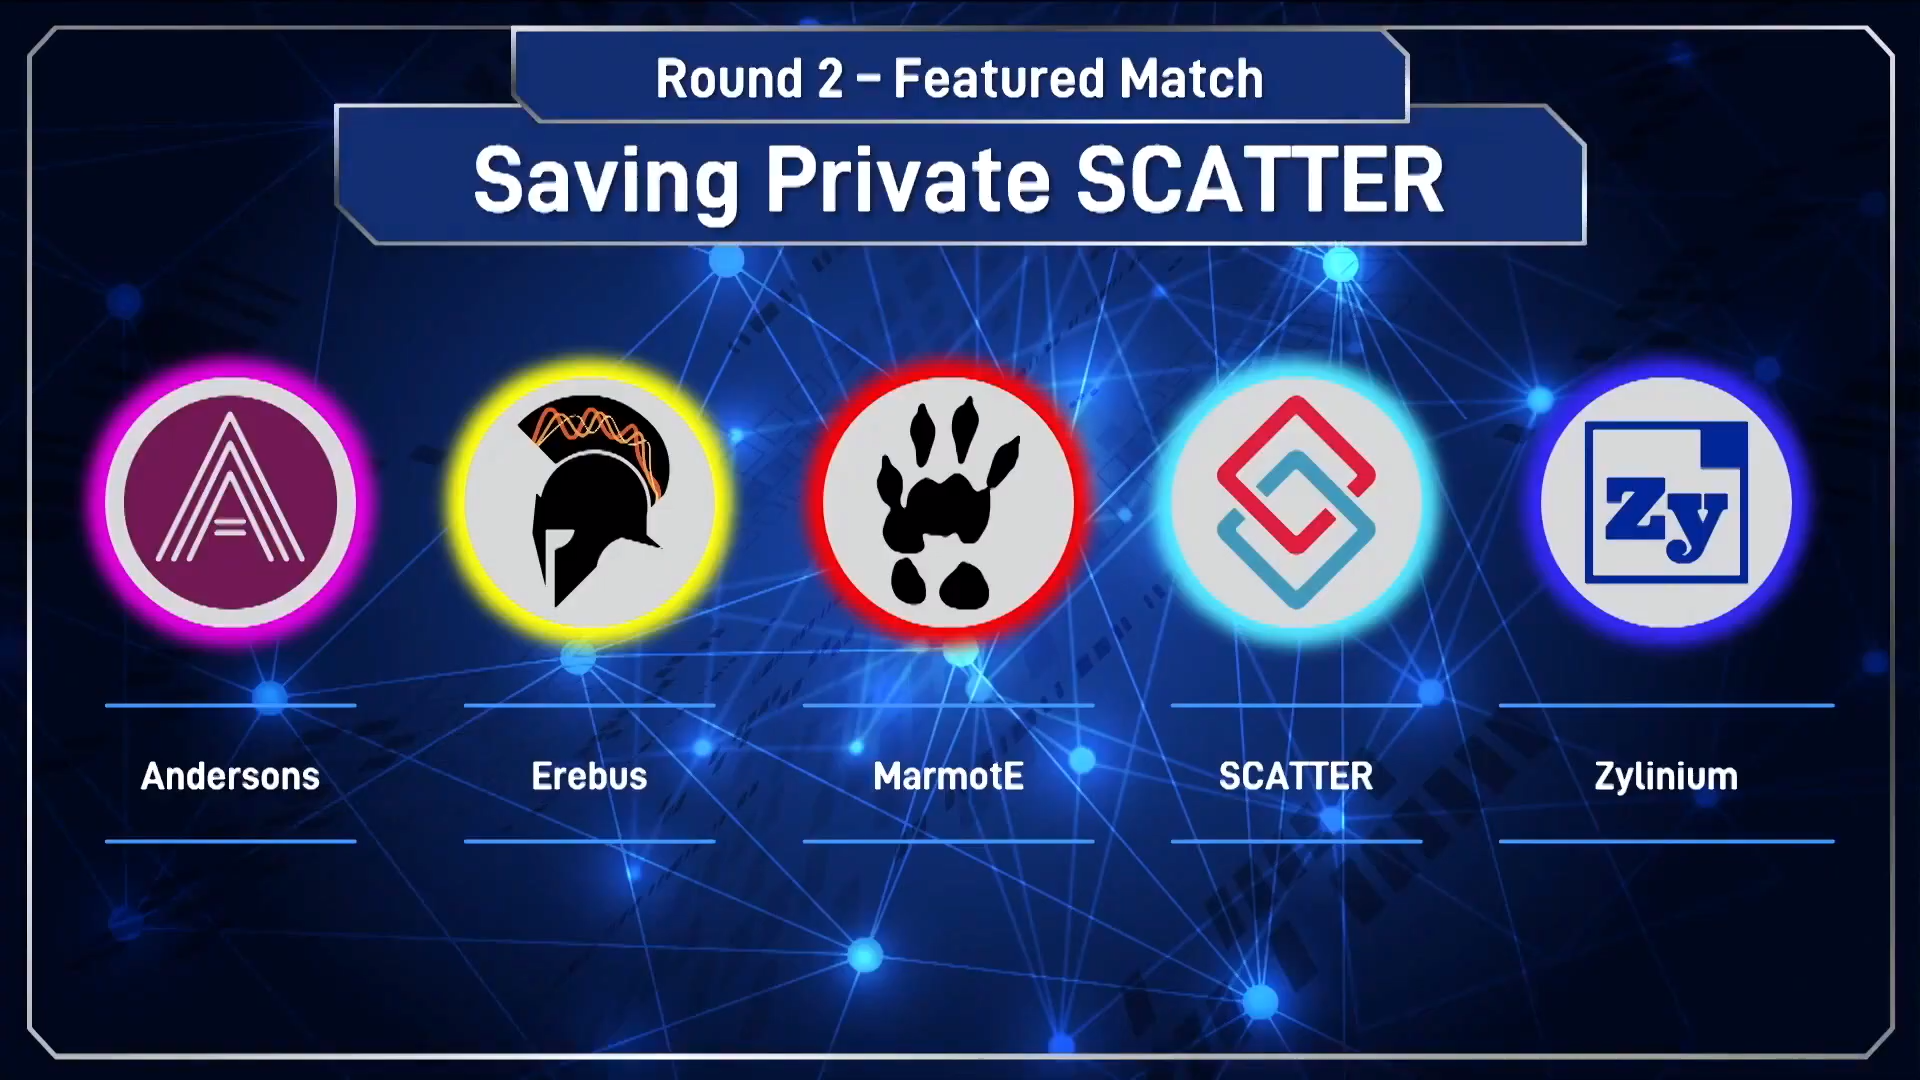 Round 2 – Featured Match
Saving Private SCATTER
Zy
Andersons
Erebus
MarmotE
SCATTER
Zylinium